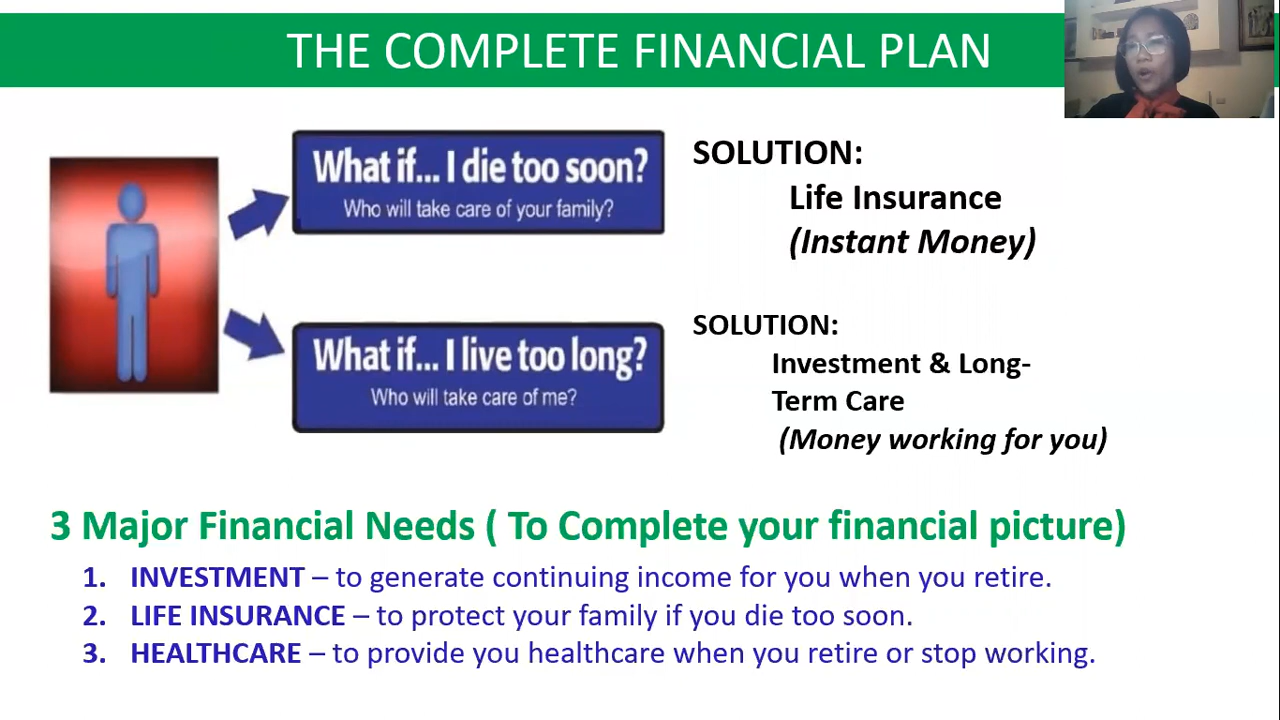 THE COMPLETE FINANCIAL PLAN
What if... I die too soon?
Who will take care of your family?
SOLUTION:
Life Insurance
(Instant Money)
What if... I live too long?
Who will take care of me?
SOLUTION:
Investment & Long-
Term Care
(Money working for you)
3 Major Financial Needs ( To Complete your financial picture)
1. INVESTMENT – to generate continuing income for you when you retire.
2. LIFE INSURANCE – to protect your family if you die too soon.
3. HEALTHCARE – to provide you healthcare when you retire or stop working.